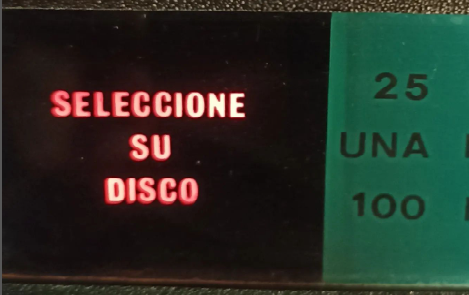 SELECCIONE
SU
DISCO
25
UNA
100